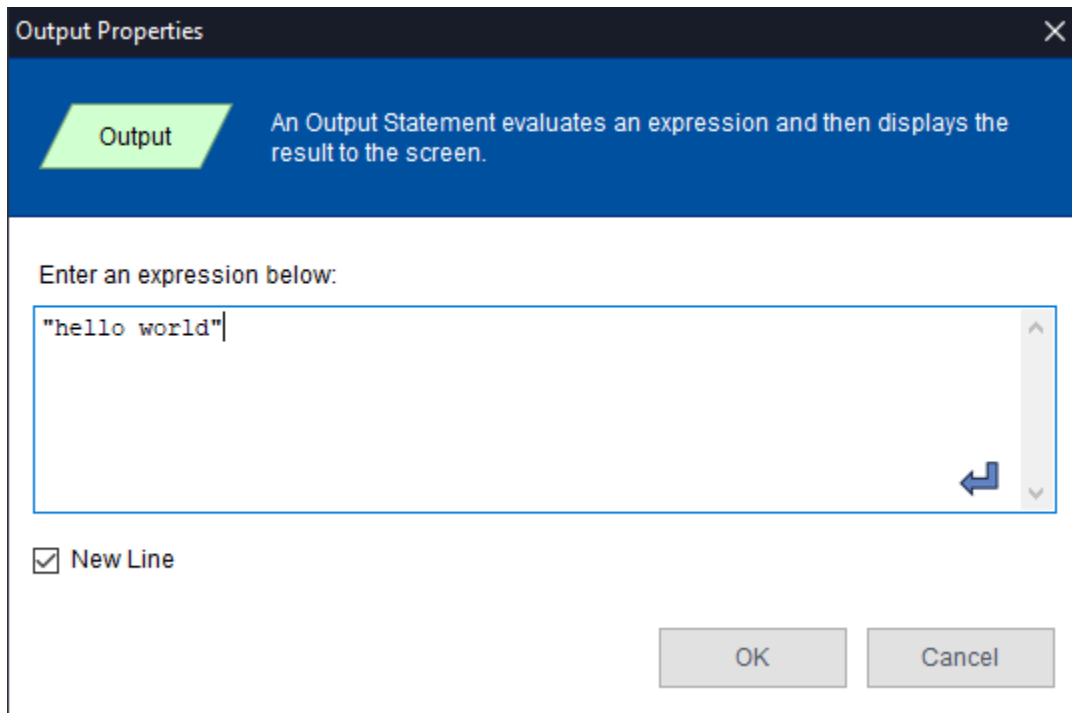 Output Properties
Output
An Output Statement evaluates an expression and then displays the
result to the screen.
Enter an expression below:
"hello world"
New Line
OK
Cancel